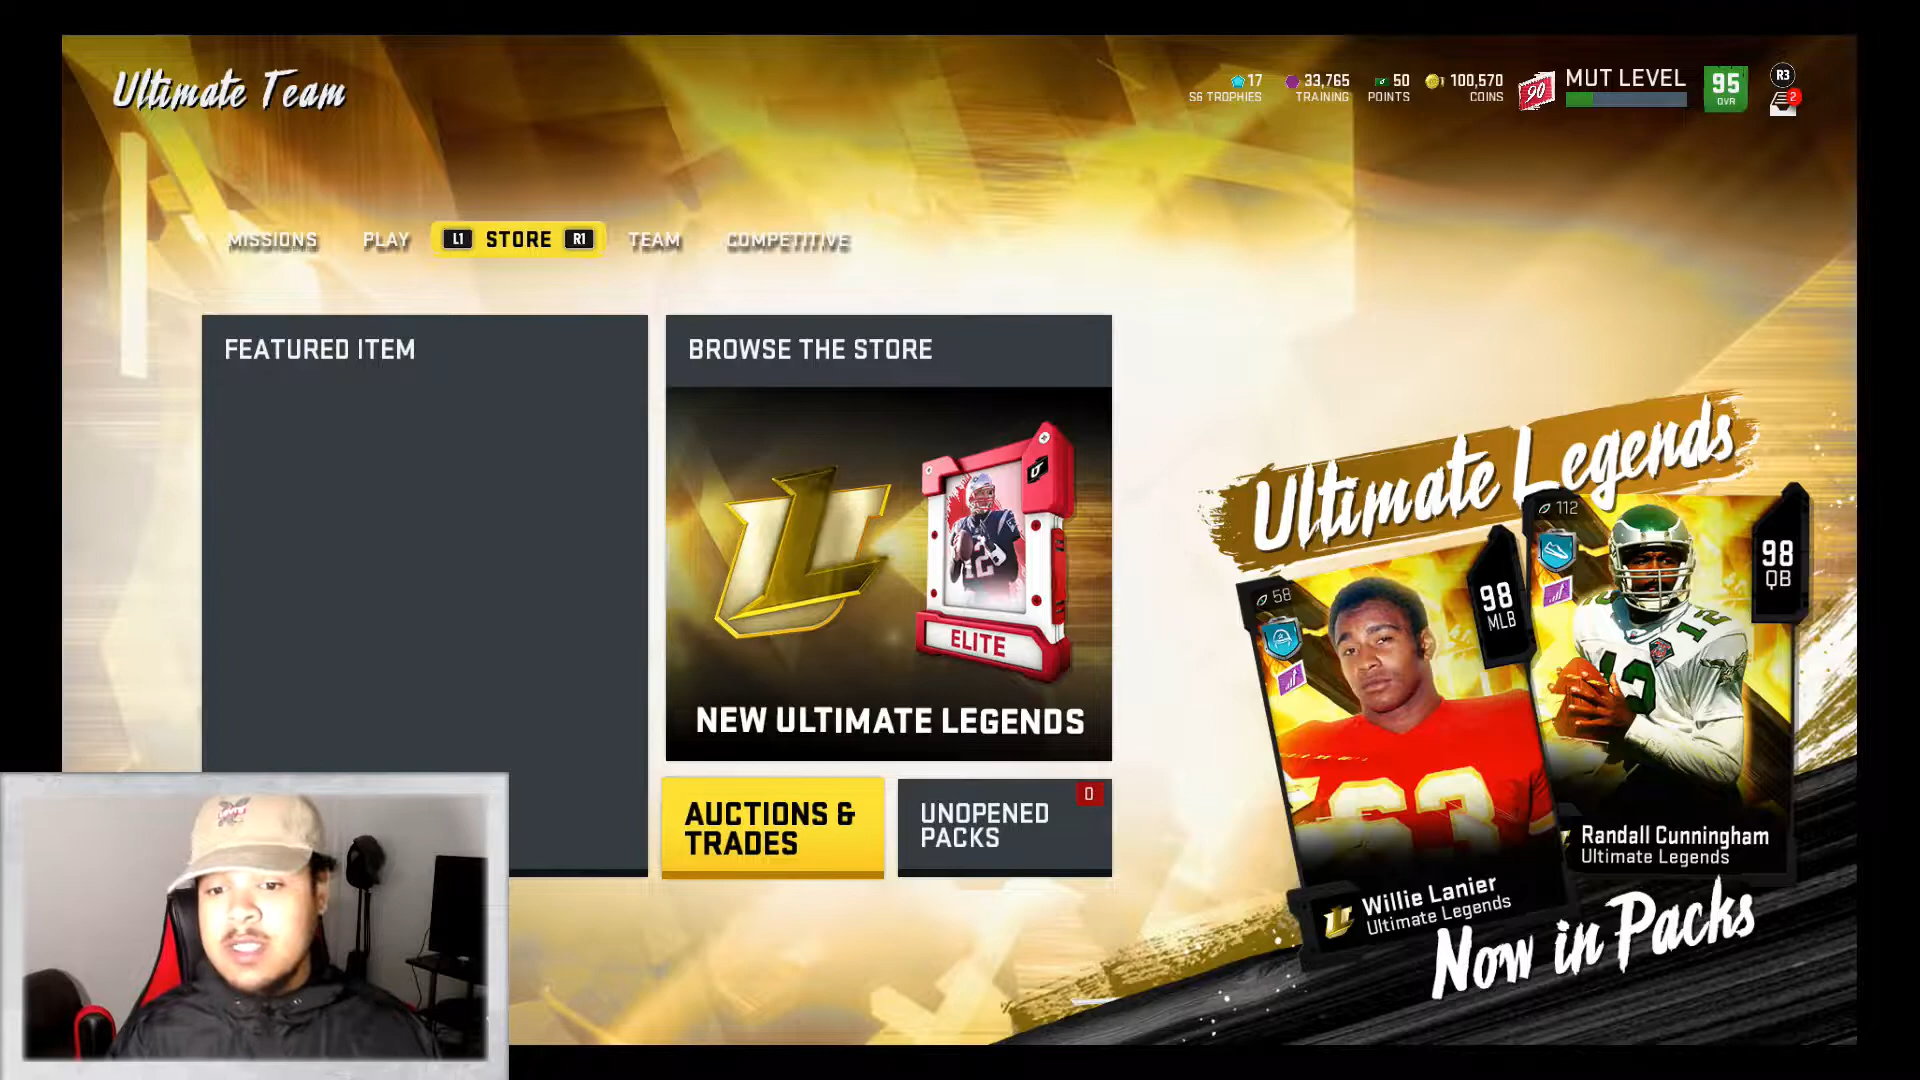 Ultimate Team
17
S6 TROPHIES
33,765
TRAINING
50
POINTS
100,570
COINS
90
MUT LEVEL
95
OVR
R3
2
MISSIONS
PLAY
L1 STORE R1
TEAM
COMPETITIVE
FEATURED ITEM
BROWSE THE STORE
ELITE
NEW ULTIMATE LEGENDS
AUCTIONS &
TRADES
UNOPENED
PACKS
0
Ultimate Legends
58
98
MLB
63
Willie Lanier
Ultimate Legends
112
98
QB
12
Randall Cunningham
Ultimate Legends
Now in Packs